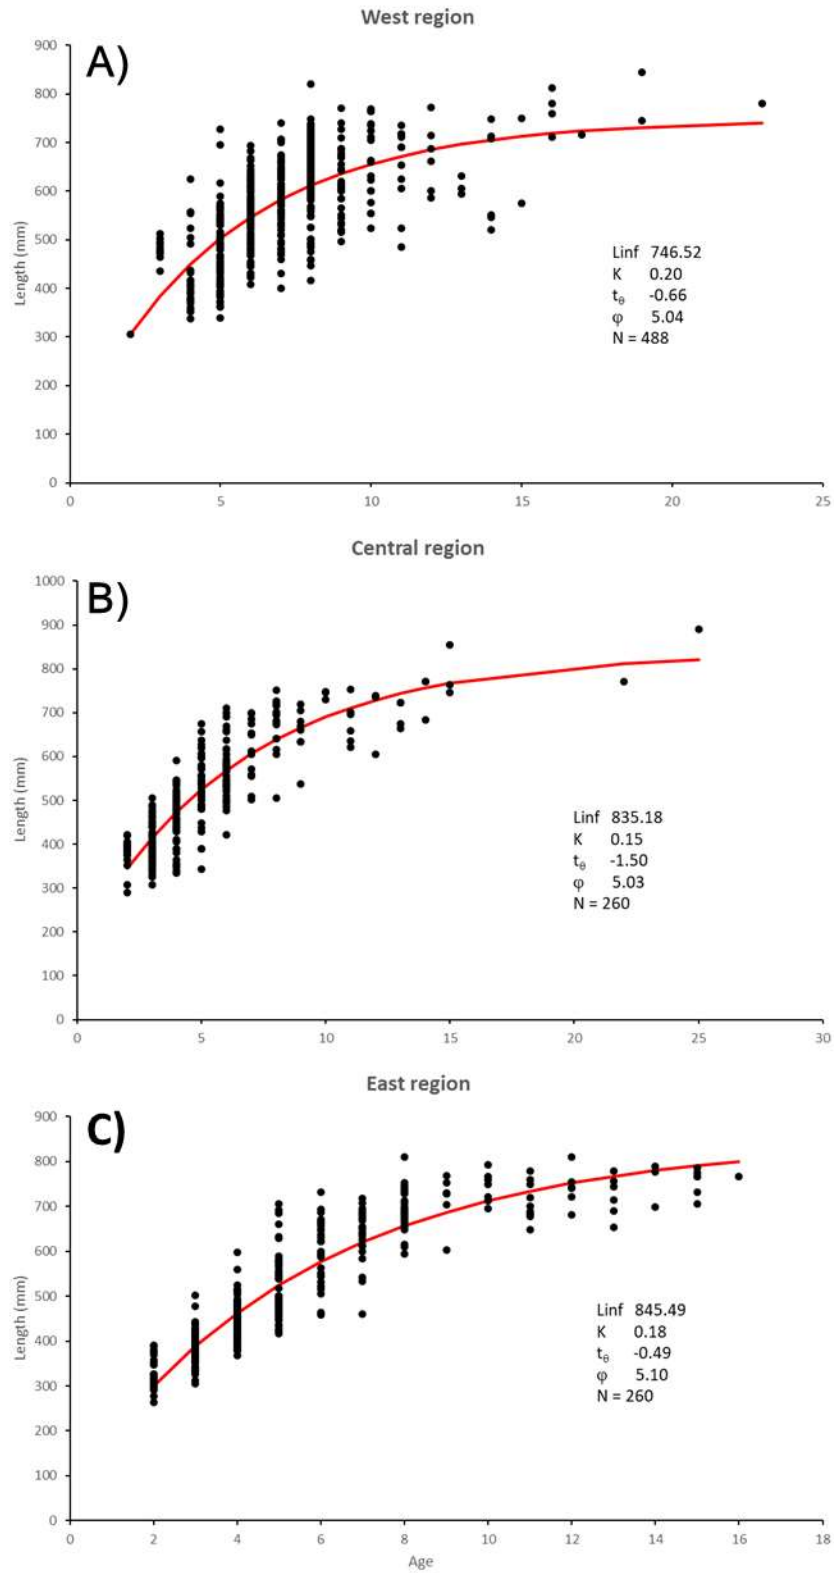 West region
A)
900
800
700
600
500
400
300
200
100
0
Length (mm)
Linf 746.52
K 0.20
tθ -0.66
φ 5.04
N = 488
0 5 10 15 20 25
Central region
B)
1000
900
800
700
600
500
400
300
200
100
0
Length (mm)
Linf 835.18
K 0.15
tθ -1.50
φ 5.03
N = 260
0 5 10 15 20 25 30
East region
C)
900
800
700
600
500
400
300
200
100
0
Length (mm)
Linf 845.49
K 0.18
tθ -0.49
φ 5.10
N = 260
0 2 4 6 8 10 12 14 16 18
Age